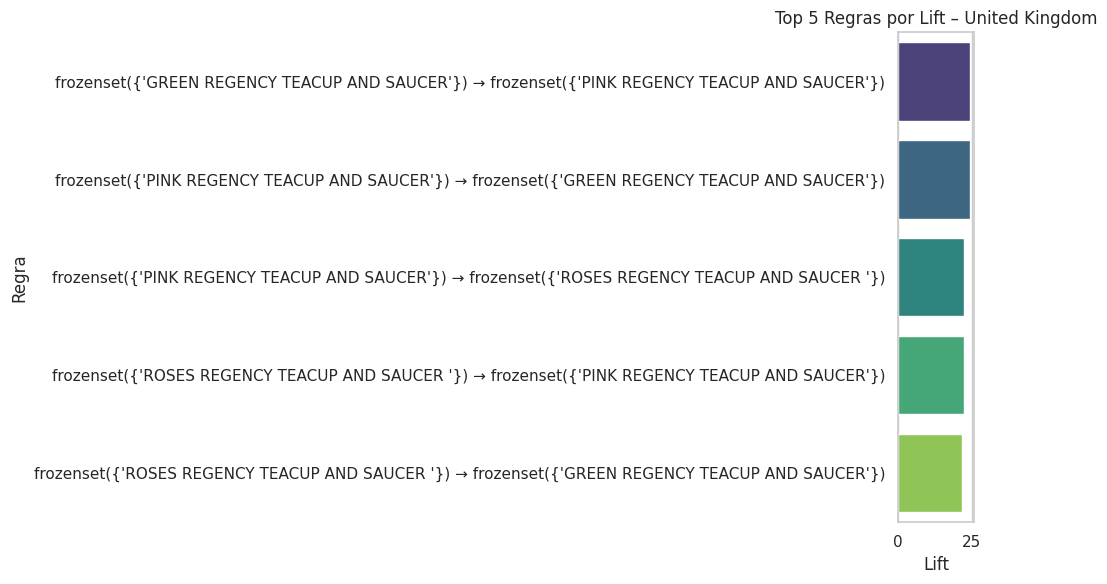 Top 5 Regras por Lift – United Kingdom
frozenset({'GREEN REGENCY TEACUP AND SAUCER'}) → frozenset({'PINK REGENCY TEACUP AND SAUCER'})
frozenset({'PINK REGENCY TEACUP AND SAUCER'}) → frozenset({'GREEN REGENCY TEACUP AND SAUCER'})
frozenset({'PINK REGENCY TEACUP AND SAUCER'}) → frozenset({'ROSES REGENCY TEACUP AND SAUCER '})
frozenset({'ROSES REGENCY TEACUP AND SAUCER '}) → frozenset({'PINK REGENCY TEACUP AND SAUCER'})
frozenset({'ROSES REGENCY TEACUP AND SAUCER '}) → frozenset({'GREEN REGENCY TEACUP AND SAUCER'})
Regra
0 25
Lift